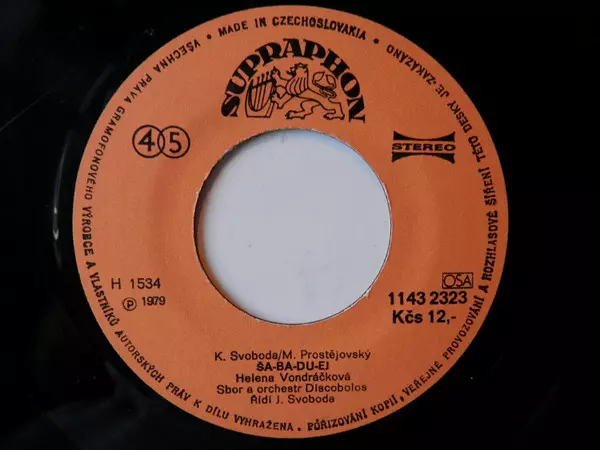 VŠECHNA PRÁVA GRAMOFONOVÉHO VÝROBCE A VLASTNÍKŮ AUTORSKÝCH PRÁV K DÍLU VYHRAŽENA. POŘIZOVÁNÍ KOPIÍ, VEŘEJNÉ PROVOZOVÁNÍ A ROZHLASOVÉ ŠÍŘENÍ TÉTO DESKY JE ZAKÁZÁNO • MADE IN CZECHOSLOVAKIA •
SUPRAPHON
45
STEREO
H 1534
℗ 1979
OSA
1143 2323
Kčs 12,-
K. Svoboda/M. Prostějovský
ŠA-BA-DU-EJ
Helena Vondráčková
Sbor a orchestr Discobolos
Řídí J. Svoboda